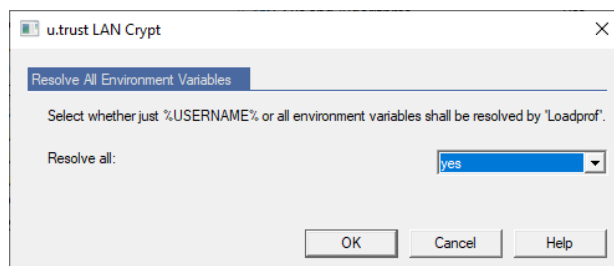 u.trust LAN Crypt
Resolve All Environment Variables
Select whether just %USERNAME% or all environment variables shall be resolved by 'Loadprof'.
Resolve all:
yes
OK
Cancel
Help